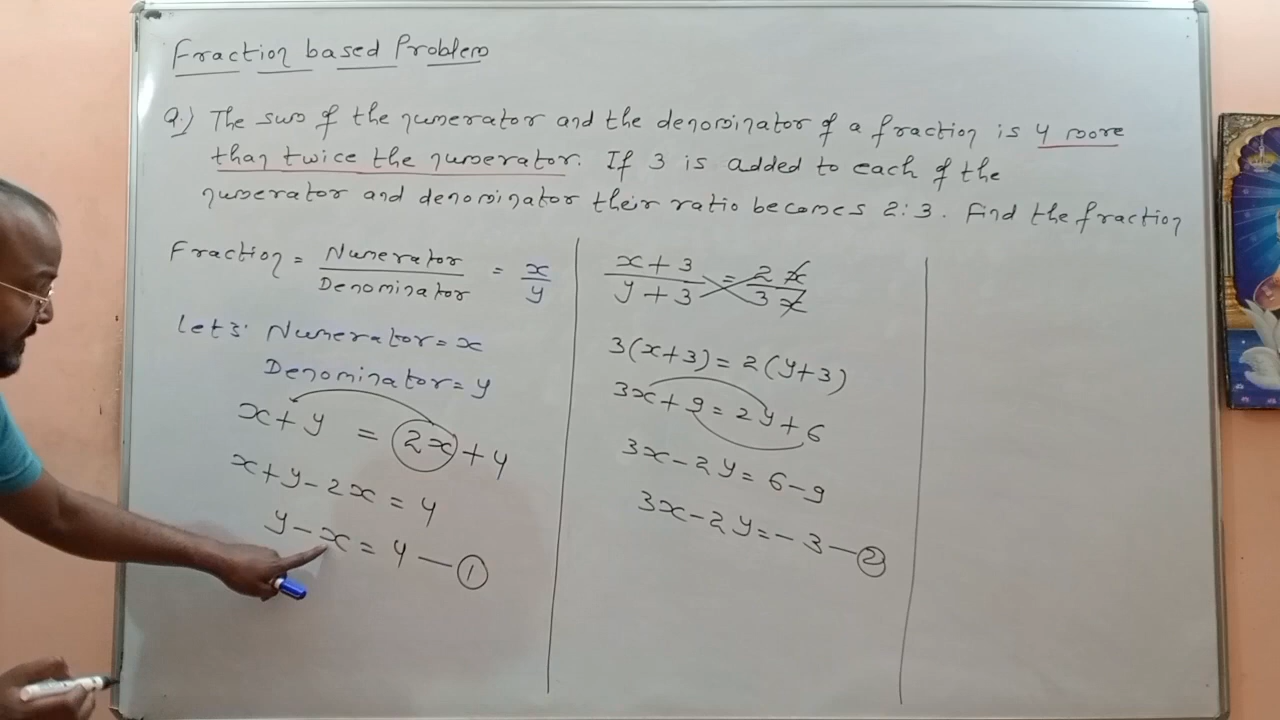 Fraction based Problem
Q.) The sum of the numerator and the denominator of a fraction is 4 more
than twice the numerator. If 3 is added to each of the
numerator and denominator their ratio becomes 2:3. Find the fraction
Fraction = Numerator / Denominator = x / y
Let's: Numerator = x
Denominator = y
x + y = 2x + 4
x + y - 2x = 4
y - x = 4 — ①
x + 3 / y + 3 = 2x / 3x
3(x+3) = 2(y+3)
3x + 9 = 2y + 6
3x - 2y = 6 - 9
3x - 2y = -3 — ②